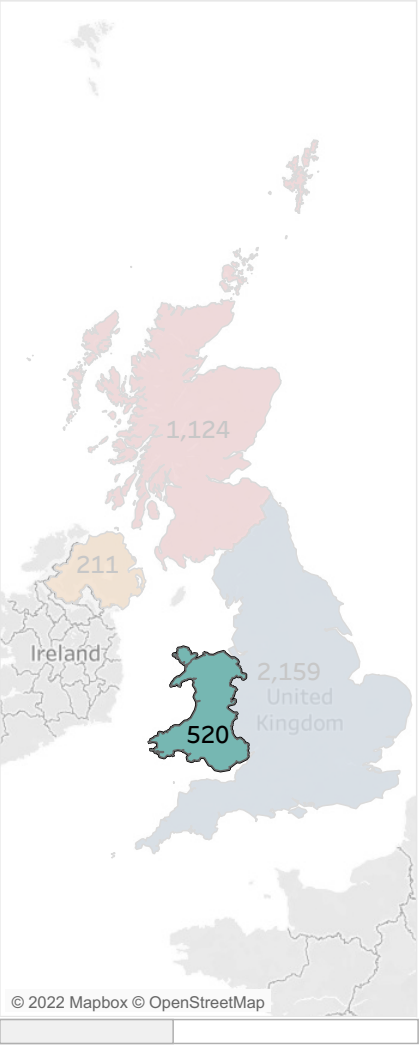 1,124
211
Ireland
2,159
United
Kingdom
520
© 2022 Mapbox © OpenStreetMap